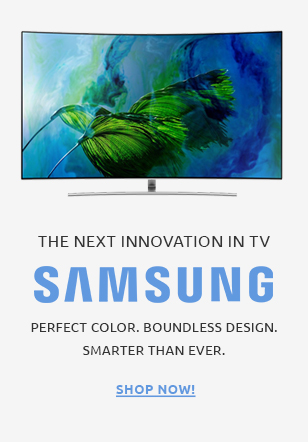 THE NEXT INNOVATION IN TV
SAMSUNG
PERFECT COLOR. BOUNDLESS DESIGN.
SMARTER THAN EVER.
SHOP NOW!